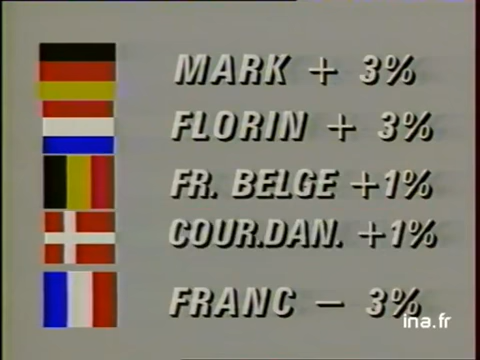 MARK + 3%
FLORIN + 3%
FR. BELGE +1%
COUR.DAN. +1%
FRANC - 3%
ina.fr